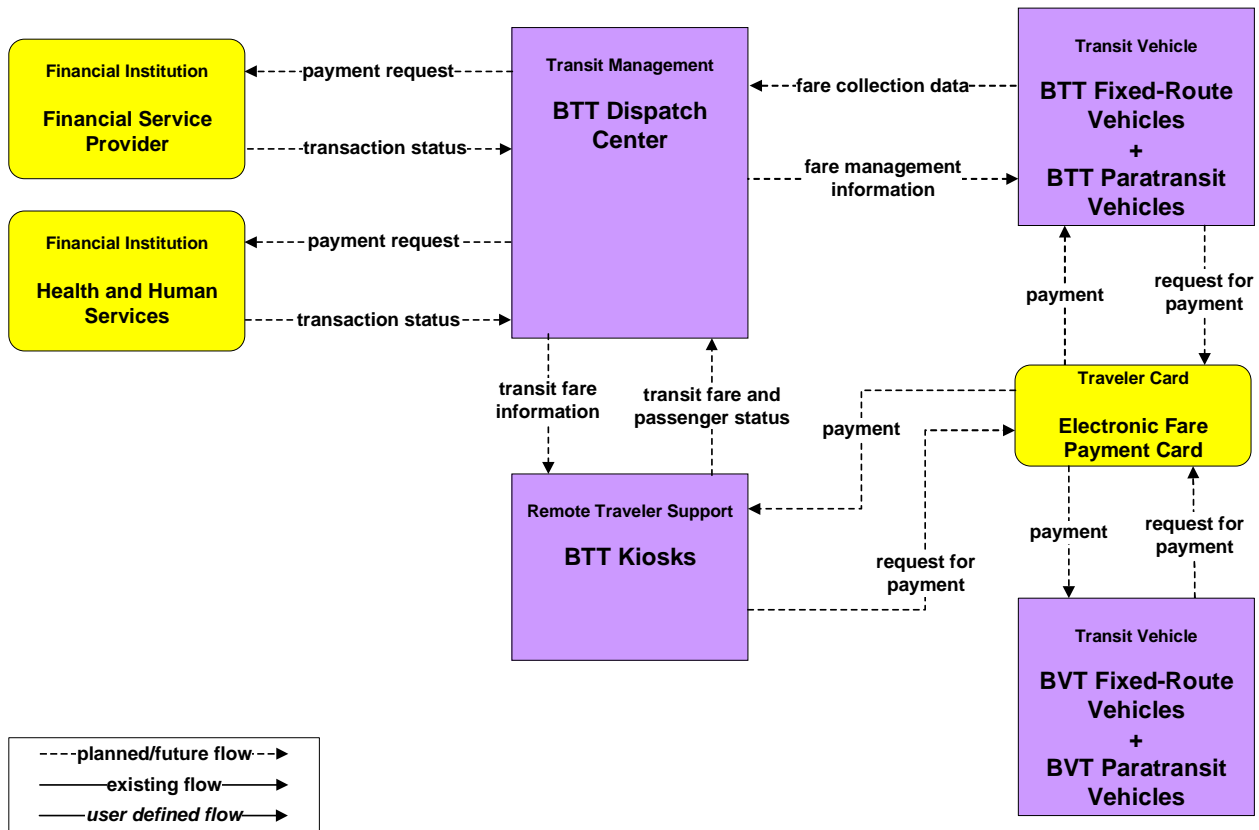 Financial Institution
Financial Service
Provider
payment request
transaction status
Transit Management
BTT Dispatch
Center
fare collection data
fare management
information
Transit Vehicle
BTT Fixed-Route
Vehicles
+
BTT Paratransit
Vehicles
Financial Institution
Health and Human
Services
payment request
transaction status
payment
request for
payment
transit fare
information
transit fare and
passenger status
payment
Traveler Card
Electronic Fare
Payment Card
Remote Traveler Support
BTT Kiosks
request for
payment
payment
request for
payment
Transit Vehicle
BVT Fixed-Route
Vehicles
+
BVT Paratransit
Vehicles
planned/future flow
existing flow
user defined flow